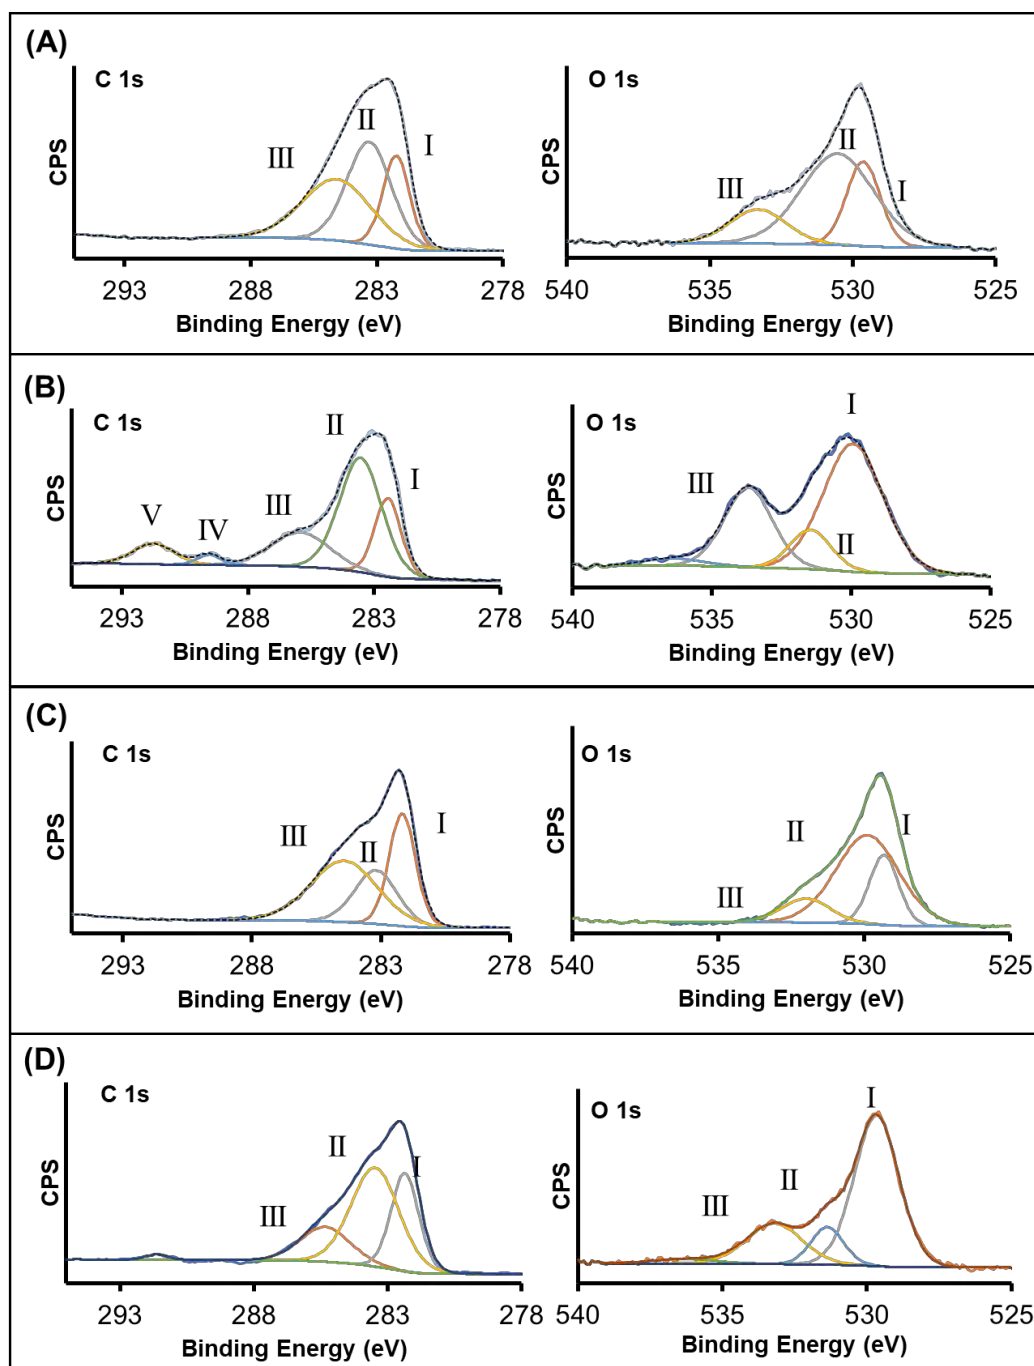 (A)
C 1s
O 1s
CPS
III
II
I
CPS
III
II
I
293 288 283 278
540 535 530 525
Binding Energy (eV)
Binding Energy (eV)
(B)
C 1s
O 1s
CPS
V
IV
III
II
I
CPS
III
I
II
293 288 283 278
540 535 530 525
Binding Energy (eV)
Binding Energy (eV)
(C)
C 1s
O 1s
CPS
III
II
I
CPS
III
II
I
293 288 283 278
540 535 530 525
Binding Energy (eV)
Binding Energy (eV)
(D)
C 1s
O 1s
CPS
III
II
I
CPS
III
II
I
293 288 283 278
540 535 530 525
Binding Energy (eV)
Binding Energy (eV)